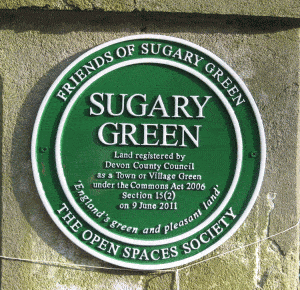 FRIENDS OF SUGARY GREEN
SUGARY
GREEN
Land registered by
Devon County Council
as a Town or Village Green
under the Commons Act 2006
Section 15(2)
on 9 June 2011
'England's green and pleasant land'
THE OPEN SPACES SOCIETY